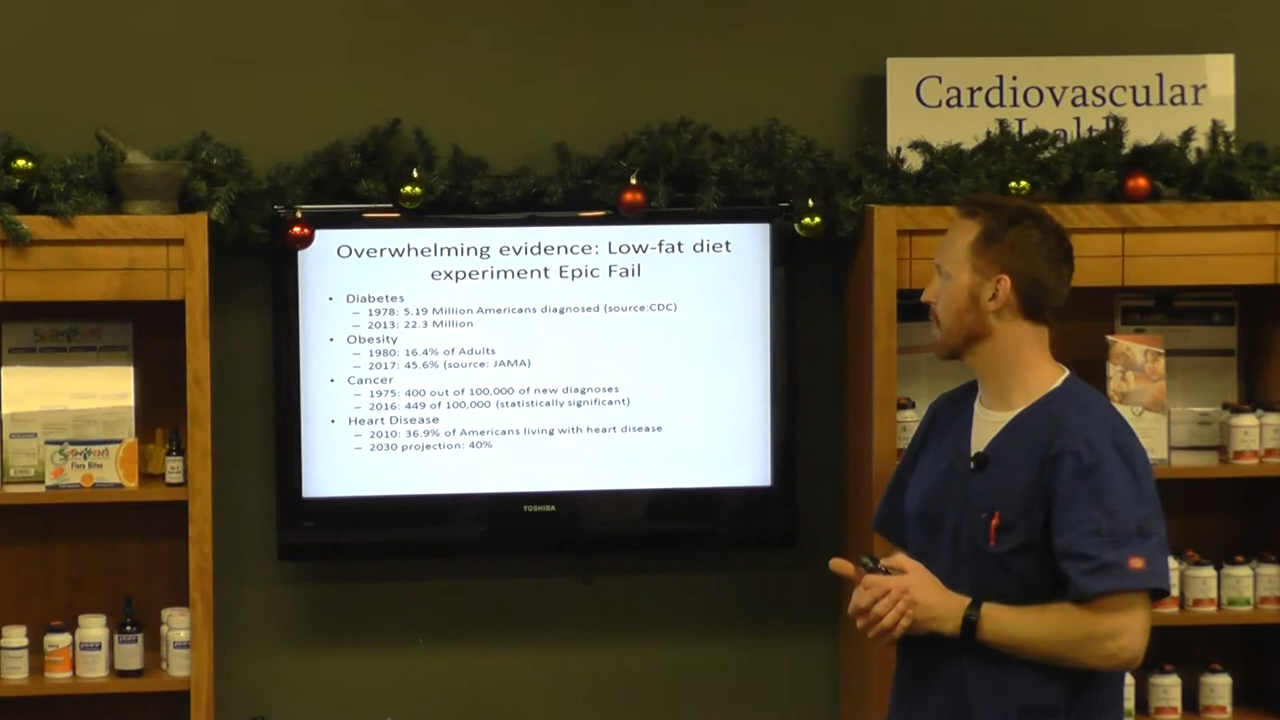 Cardiovascular
Health
Overwhelming evidence: Low-fat diet
experiment Epic Fail
• Diabetes
– 1978: 5.19 Million Americans diagnosed (source:CDC)
– 2013: 22.3 Million
• Obesity
– 1980: 16.4% of Adults
– 2017: 45.6% (source: JAMA)
• Cancer
– 1975: 400 out of 100,000 of new diagnoses
– 2016: 449 of 100,000 (statistically significant)
• Heart Disease
– 2010: 36.9% of Americans living with heart disease
– 2030 projection: 40%
TOSHIBA